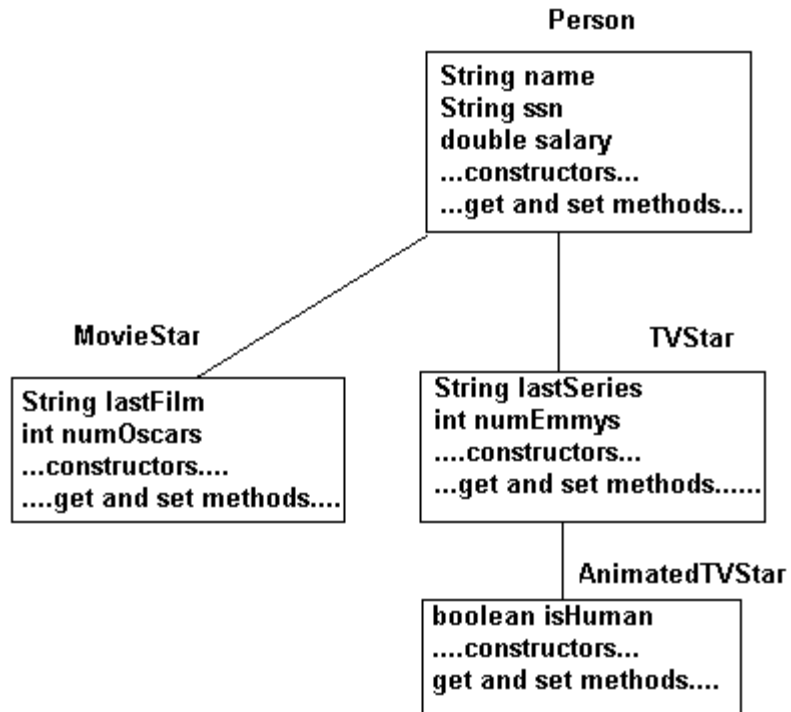 Person
String name
String ssn
double salary
...constructors...
...get and set methods...
MovieStar
String lastFilm
int numOscars
...constructors....
....get and set methods....
TVStar
String lastSeries
int numEmmys
....constructors...
...get and set methods......
AnimatedTVStar
boolean isHuman
....constructors...
get and set methods....